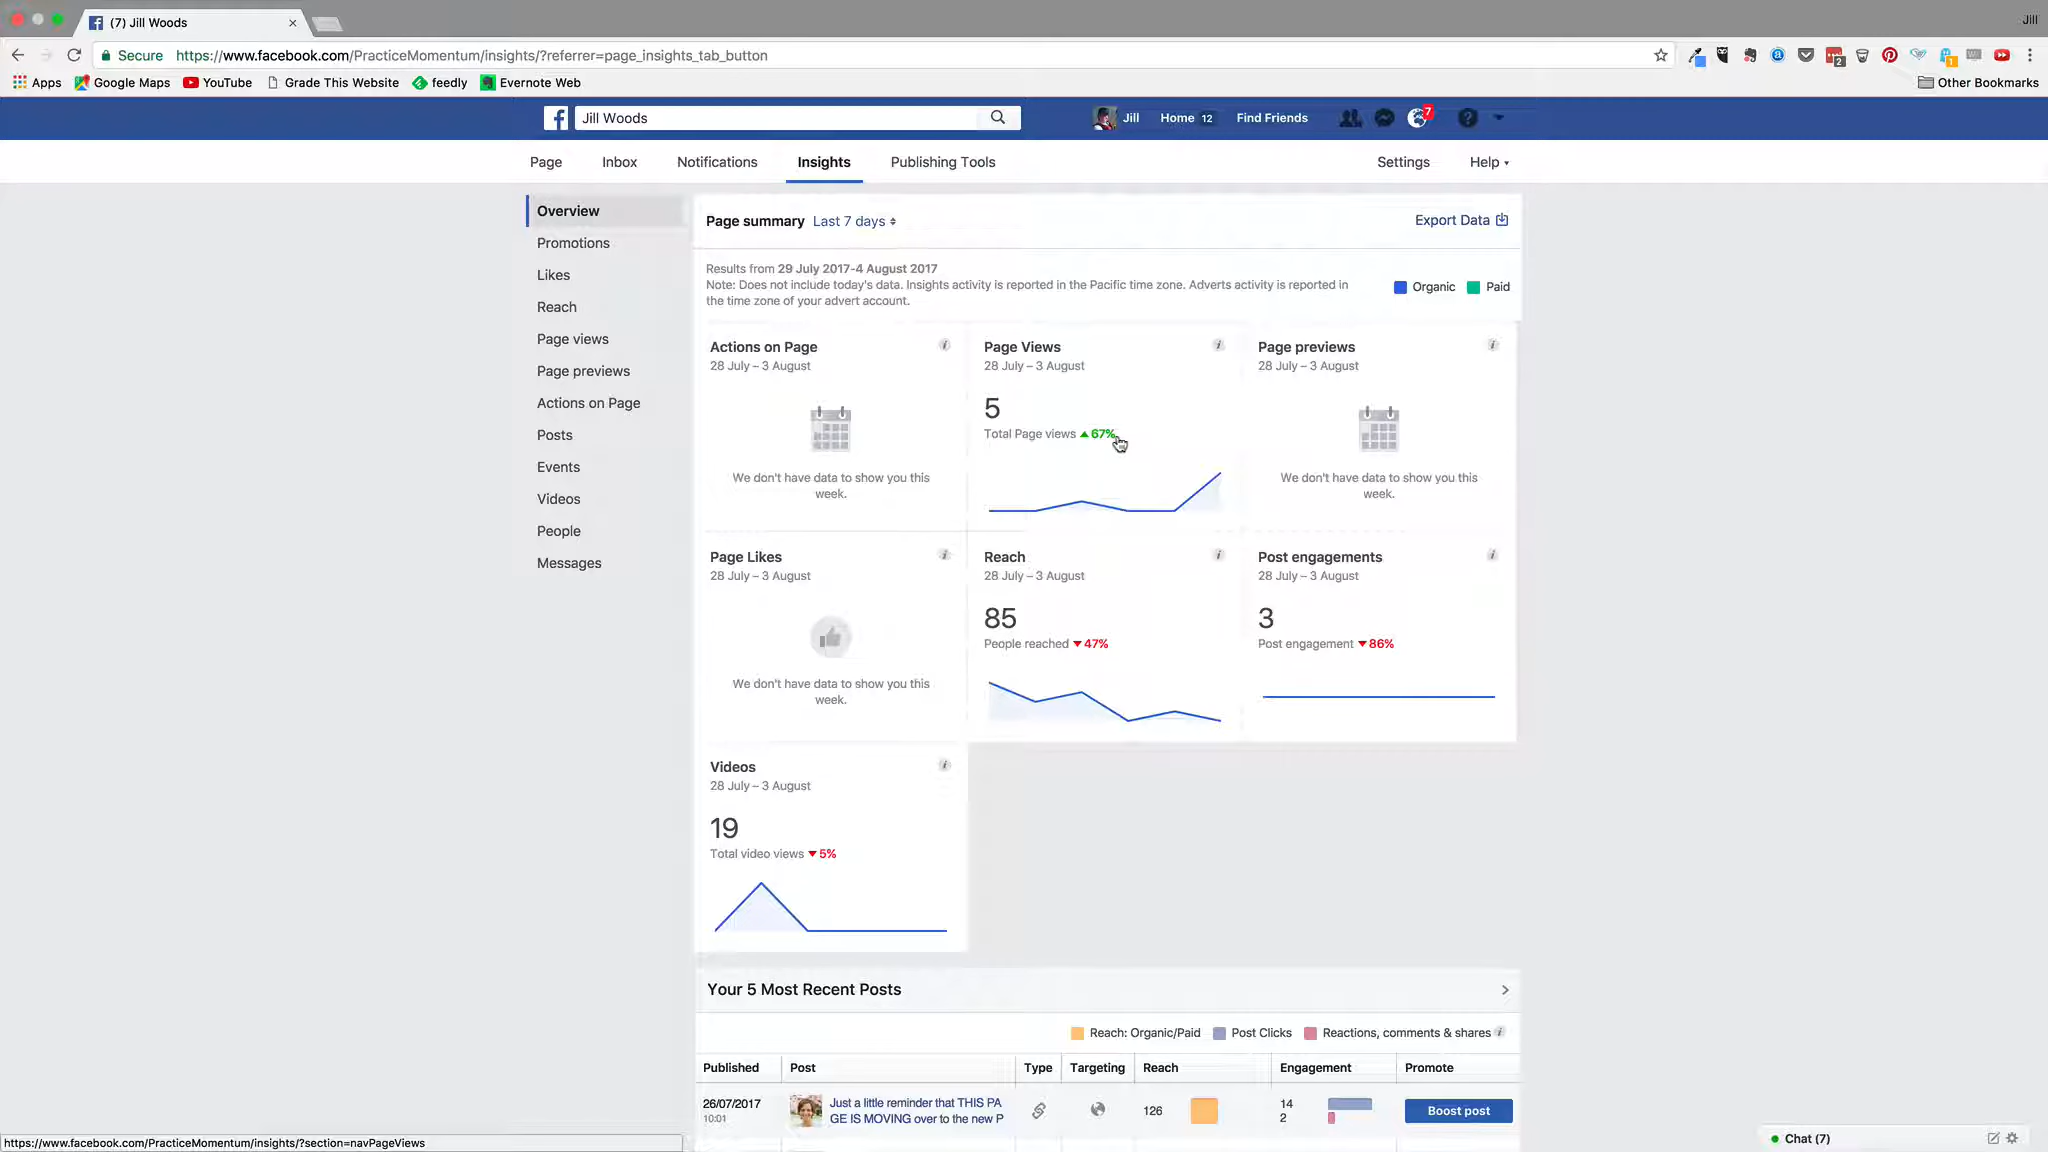 (7) Jill Woods
Jill
Secure https://www.facebook.com/PracticeMomentum/insights/?referrer=page_insights_tab_button
Apps Google Maps YouTube Grade This Website feedly Evernote Web Other Bookmarks
Jill Woods Jill Home 12 Find Friends 7
Page Inbox Notifications Insights Publishing Tools Settings Help
Overview
Promotions
Likes
Reach
Page views
Page previews
Actions on Page
Posts
Events
Videos
People
Messages
Page summary Last 7 days Export Data
Results from 29 July 2017-4 August 2017
Note: Does not include today's data. Insights activity is reported in the Pacific time zone. Adverts activity is reported in
the time zone of your advert account.
Organic Paid
Actions on Page
28 July – 3 August
We don't have data to show you this
week.
Page Views
28 July – 3 August
5
Total Page views 67%
Page previews
28 July – 3 August
We don't have data to show you this
week.
Page Likes
28 July – 3 August
We don't have data to show you this
week.
Reach
28 July – 3 August
85
People reached 47%
Post engagements
28 July – 3 August
3
Post engagement 86%
Videos
28 July – 3 August
19
Total video views 5%
Your 5 Most Recent Posts
Reach: Organic/Paid Post Clicks Reactions, comments & shares
Published Post Type Targeting Reach Engagement Promote
26/07/2017
10:01
Just a little reminder that THIS PA
GE IS MOVING over to the new P
126
14
2
Boost post
https://www.facebook.com/PracticeMomentum/insights/?section=navPageViews
Chat (7)